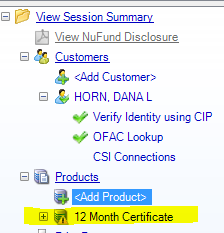 View Session Summary
View NuFund Disclosure
Customers
<Add Customer>
HORN, DANA L
Verify Identity using CIP
OFAC Lookup
CSI Connections
Products
<Add Product>
12 Month Certificate